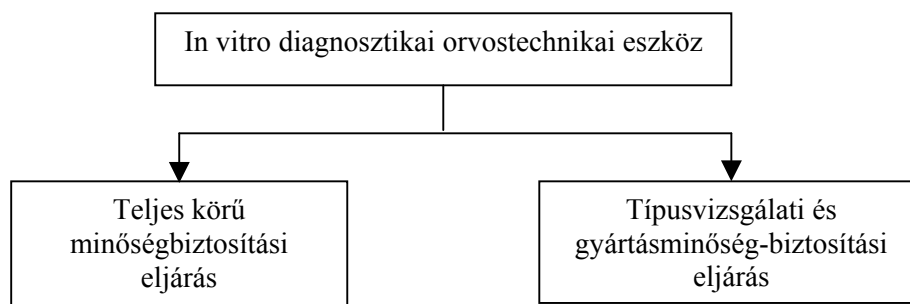 In vitro diagnosztikai orvostechnikai eszköz
Teljes körű
minőségbiztosítási
eljárás
Típusvizsgálati és
gyártásminőség-biztosítási
eljárás